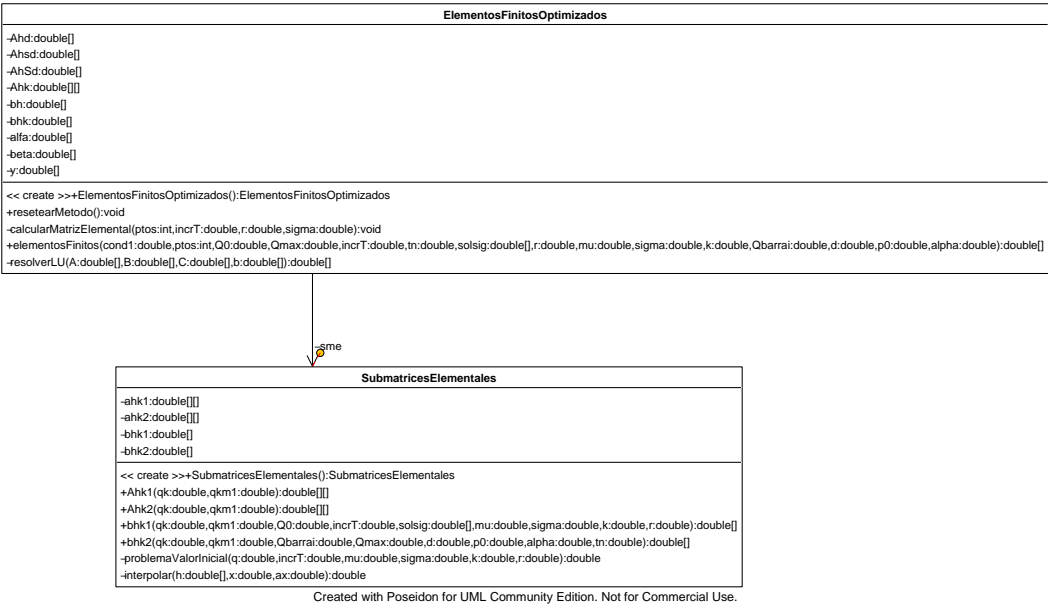 ElementosFinitosOptimizados
-Ahd:double[]
-Ahsd:double[]
-AhSd:double[]
-Ahk:double[][]
-bh:double[]
-bhk:double[]
-alfa:double[]
-beta:double[]
-y:double[]
<< create >>+ElementosFinitosOptimizados():ElementosFinitosOptimizados
+resetearMetodo():void
-calcularMatrizElemental(ptos:int,incrT:double,r:double,sigma:double):void
+elementosFinitos(cond1:double,ptos:int,Q0:double,Qmax:double,incrT:double,tn:double,solsig:double[],r:double,mu:double,sigma:double,k:double,Qbarrai:double,d:double,p0:double,alpha:double):double[]
-resolverLU(A:double[],B:double[],C:double[],b:double[]):double[]
-sme
SubmatricesElementales
-ahk1:double[][]
-ahk2:double[][]
-bhk1:double[]
-bhk2:double[]
<< create >>+SubmatricesElementales():SubmatricesElementales
+Ahk1(qk:double,qkm1:double):double[][]
+Ahk2(qk:double,qkm1:double):double[][]
+bhk1(qk:double,qkm1:double,Q0:double,incrT:double,solsig:double[],mu:double,sigma:double,k:double,r:double):double[]
+bhk2(qk:double,qkm1:double,Qbarrai:double,Qmax:double,d:double,p0:double,alpha:double,tn:double):double[]
-problemaValorInicial(q:double,incrT:double,mu:double,sigma:double,k:double,r:double):double
-interpolar(h:double[],x:double,ax:double):double
Created with Poseidon for UML Community Edition. Not for Commercial Use.